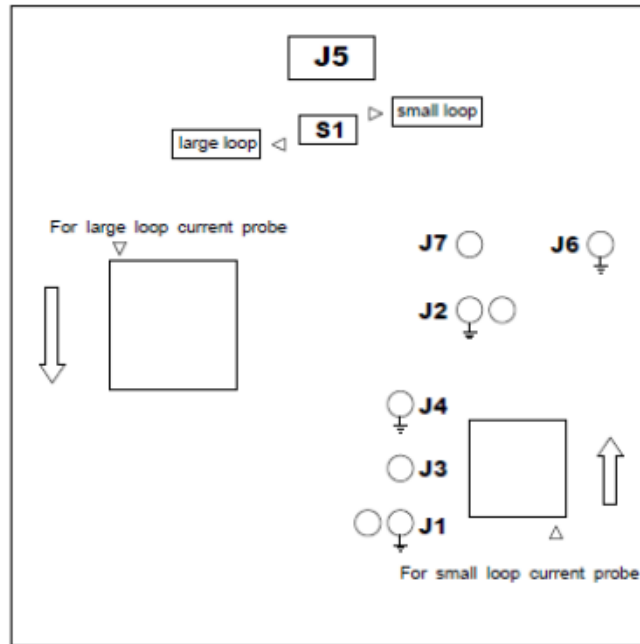 J5
small loop
S1
large loop
For large loop current probe
J7
J6
J2
J4
J3
J1
For small loop current probe